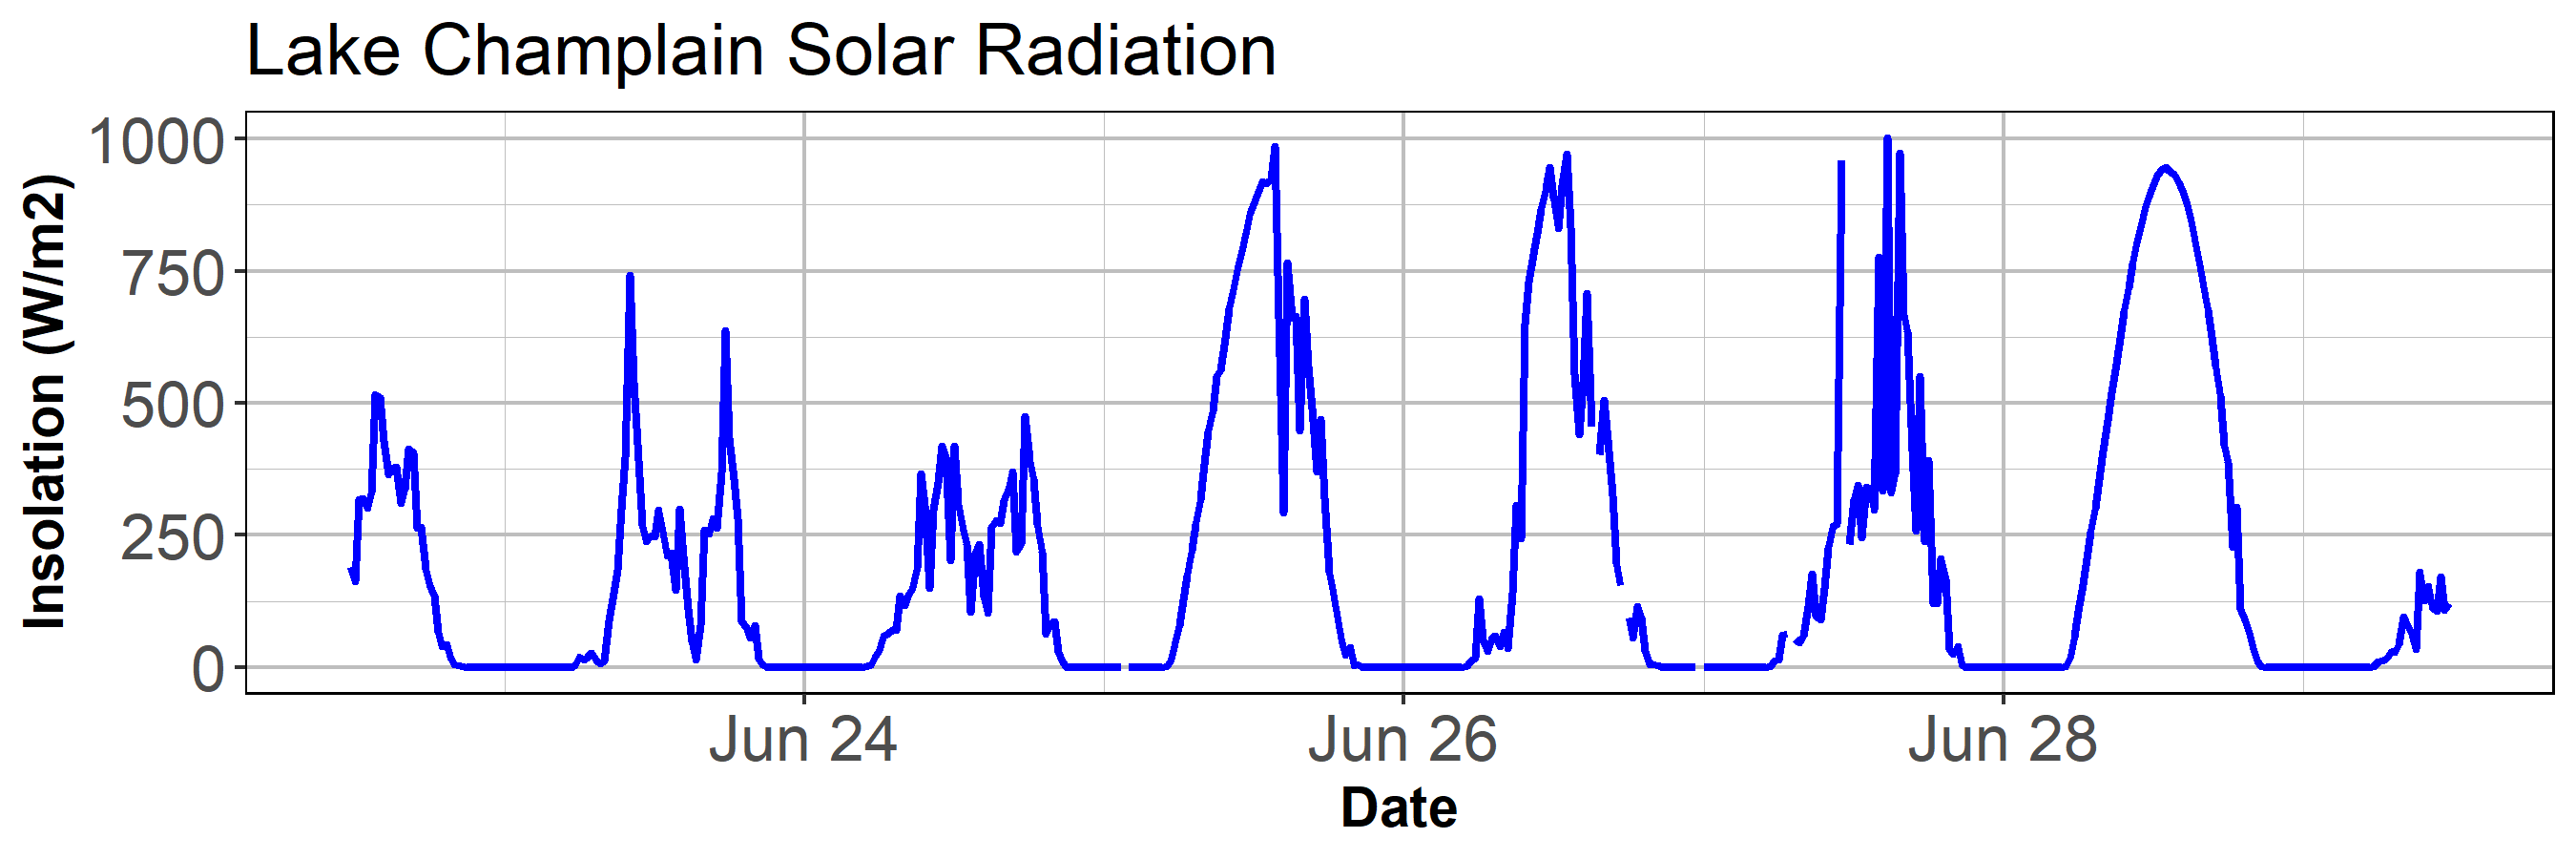 Lake Champlain Solar Radiation
Insolation (W/m2)
1000
750
500
250
0
Jun 24
Jun 26
Jun 28
Date